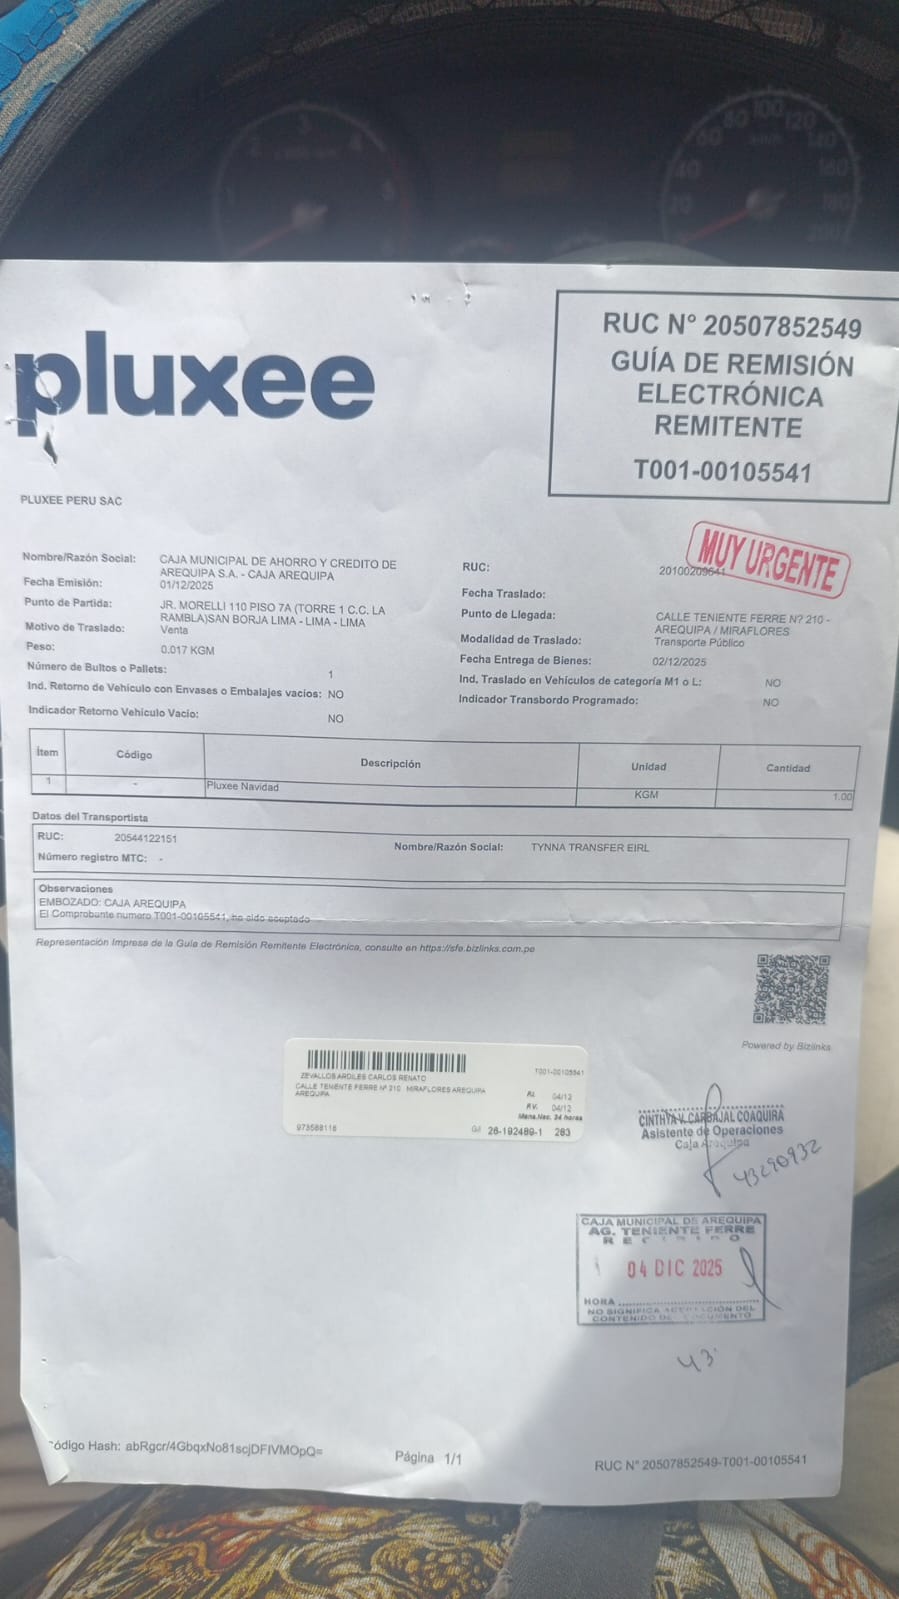 pluxee
RUC N° 20507852549
GUÍA DE REMISIÓN
ELECTRÓNICA
REMITENTE
T001-00105541
PLUXEE PERU SAC
MUY URGENTE
Nombre/Razón Social: CAJA MUNICIPAL DE AHORRO Y CREDITO DE
AREQUIPA S.A. - CAJA AREQUIPA
Fecha Emisión: 01/12/2025
Punto de Partida: JR. MORELLI 110 PISO 7A (TORRE 1 C.C. LA
RAMBLA)SAN BORJA LIMA - LIMA - LIMA
Motivo de Traslado: Venta
Peso: 0.017 KGM
Número de Bultos o Pallets: 1
Ind. Retorno de Vehículo con Envases o Embalajes vacios: NO
Indicador Retorno Vehiculo Vacio: NO
RUC: 20100209641
Fecha Traslado:
Punto de Llegada: CALLE TENIENTE FERRE N? 210 -
AREQUIPA / MIRAFLORES
Modalidad de Traslado: Transporte Público
Fecha Entrega de Bienes: 02/12/2025
Ind, Traslado en Vehículos de categoría M1 o L: NO
Indicador Transbordo Programado: NO
Ítem Código Descripción Unidad Cantidad
1 - Pluxee Navidad KGM 1.00
Datos del Transportista
RUC: 20544122151 Nombre/Razón Social: TYNNA TRANSFER EIRL
Número registro MTC: -
Observaciones
EMBOZADO: CAJA AREQUIPA
El Comprobante numero T001-00105541, ha sido aceptado
Representación Impresa de la Guia de Remisión Remitente Electrónica, consulte en https://sfe.bizlinks.com.pe
Powered by Bizlinks
T001-00105541
ZEVALLOS ARDILES CARLOS RENATO
CALLE TENIENTE FERRE Nº 210 MIRAFLORES AREQUIPA
AREQUIPA
04/12
04/12
24 horas
973588116 26-192489-1 283
CINTHYA V. CARBAJAL COAQUIRA
Asistente de Operaciones
Caja Arequipa
43290932
CAJA MUNICIPAL DE AREQUIPA
AG. TENIENTE FERRE
RECIBIDO
04 DIC 2025
HORA
NO SIGNIFICA ACEPTACIÓN DEL
CONTENIDO DEL DOCUMENTO
43
ódigo Hash: abRgcr/4GbqxNo81scjDFIVMOpQ=
Página 1/1
RUC N° 20507852549-T001-00105541